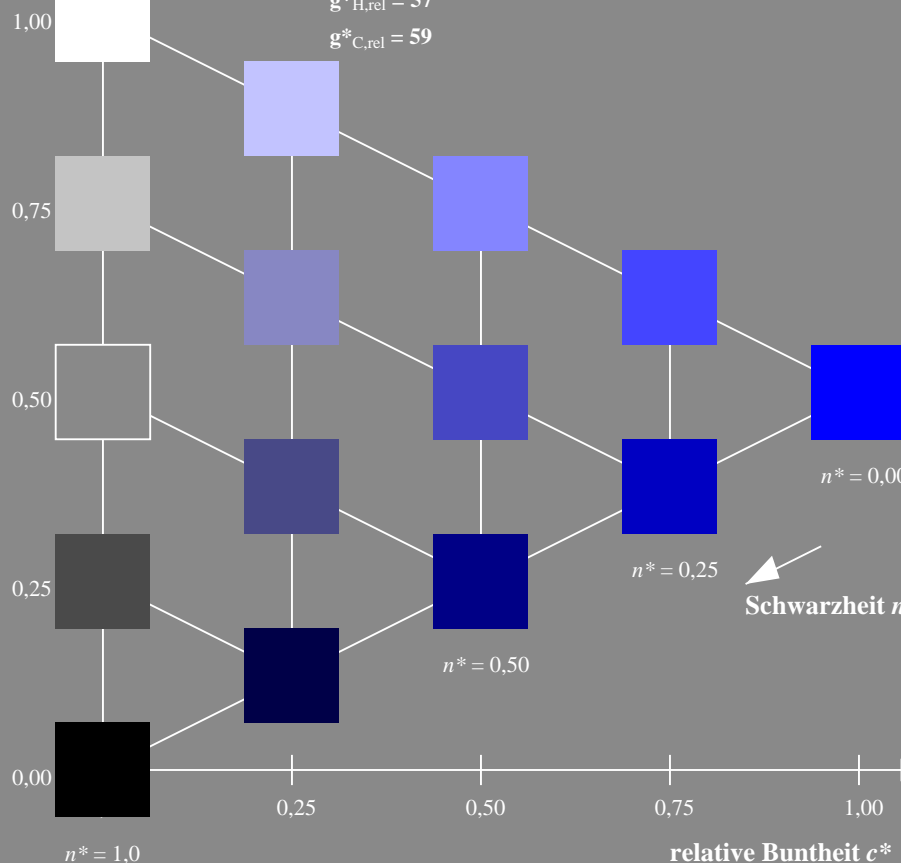 g*H,rel = 57
1,00
g*C,rel = 59
0,75
0,50
n* = 0,00
n* = 0,25
0,25
Schwarzheit n
n* = 0,50
0,00
0,25
0,50
0,75
1,00
n* = 1,0
relative Buntheit c*